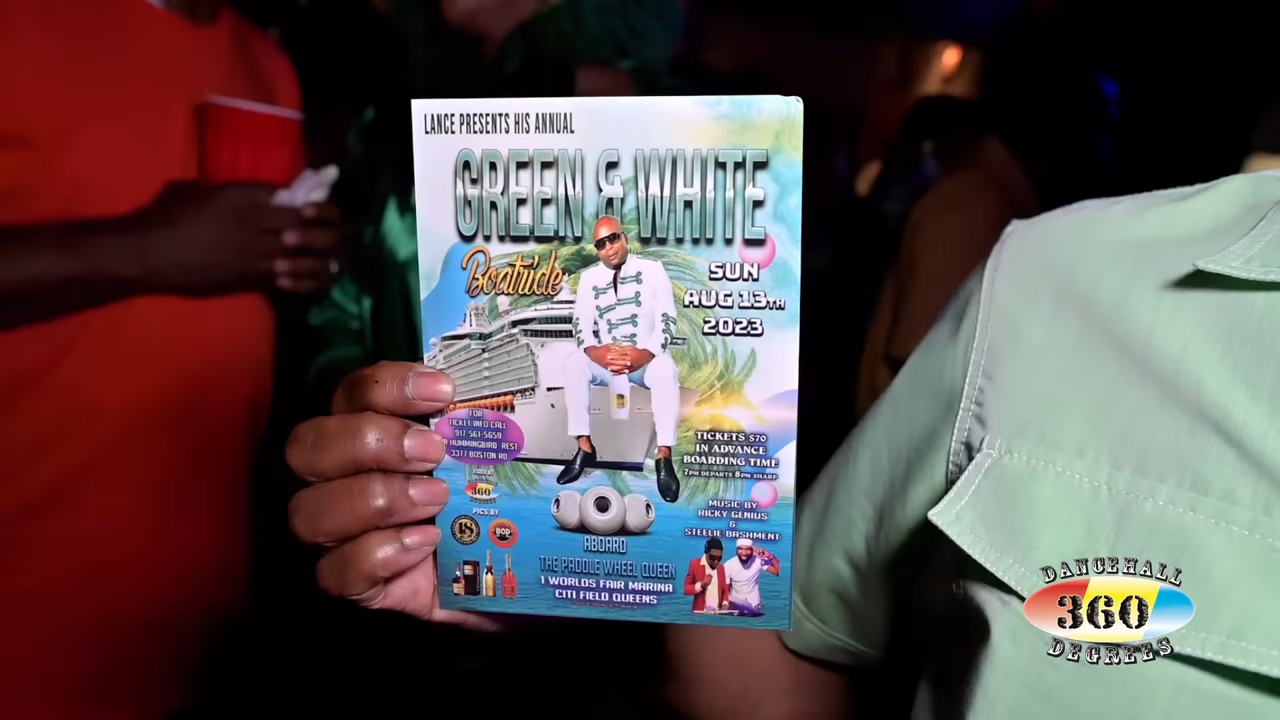 LANCE PRESENTS HIS ANNUAL
GREEN & WHITE
Boatride
SUN
AUG 13TH
2023
FOR
TICKET INFO CALL
917-561-5659
HUMMINGBIRD REST
3377 BOSTON RD
TICKETS $70
IN ADVANCE
BOARDING TIME
7PM DEPARTS 8PM SHARP
360
PICS BY
MUSIC BY
RICKY GENIUS
&
STEELIE BASHMENT
ABOARD
THE PADDLE WHEEL QUEEN
1 WORLDS FAIR MARINA
CITI FIELD QUEENS
DANCEHALL
360
DEGREES